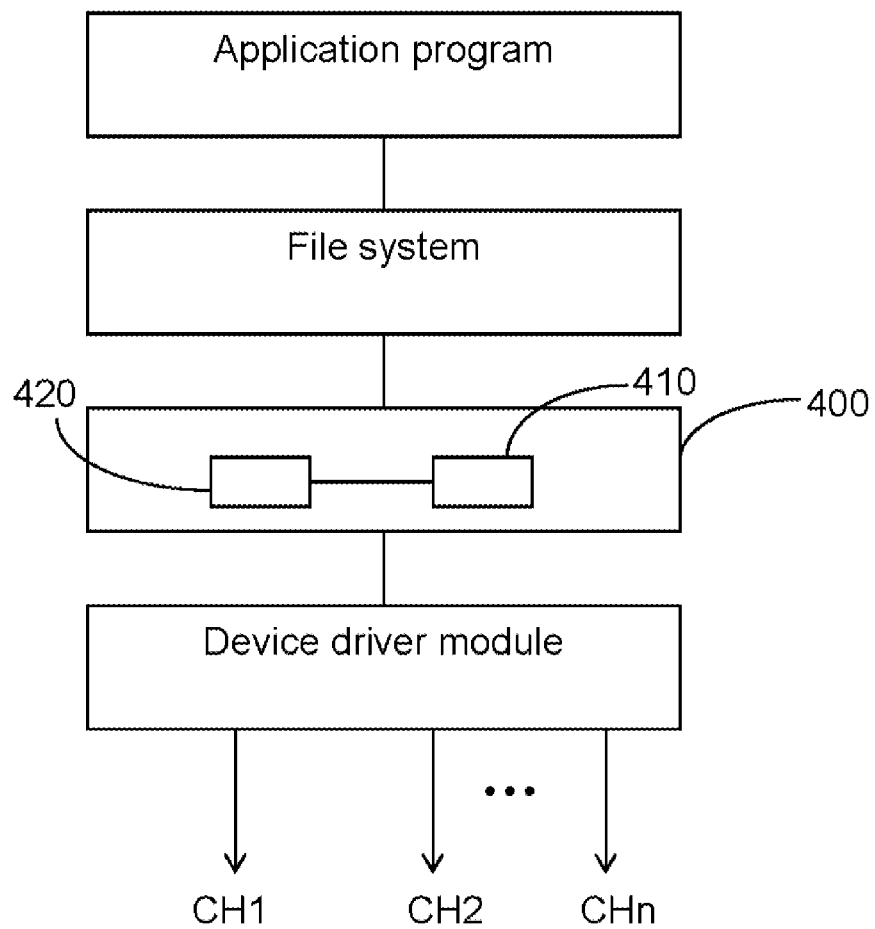 Application program
File system
420
410
400
Device driver module
•••
CH1 CH2 CHn